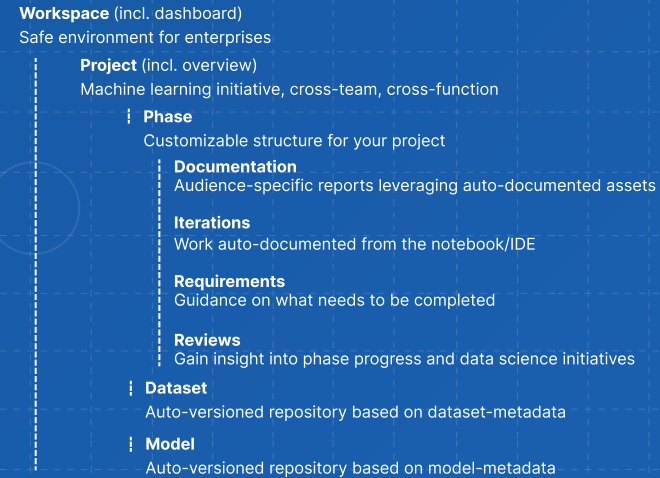 Workspace (incl. dashboard)
Safe environment for enterprises
Project (incl. overview)
Machine learning initiative, cross-team, cross-function
Phase
Customizable structure for your project
Documentation
Audience-specific reports leveraging auto-documented assets
Iterations
Work auto-documented from the notebook/IDE
Requirements
Guidance on what needs to be completed
Reviews
Gain insight into phase progress and data science initiatives
Dataset
Auto-versioned repository based on dataset-metadata
Model
Auto-versioned repository based on model-metadata